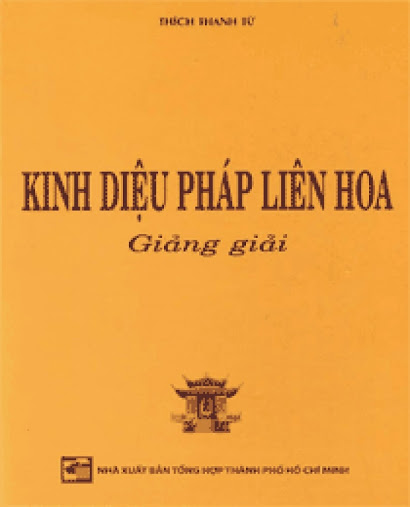 THÍCH THANH TỪ
KINH DIỆU PHÁP LIÊN HOA
Giảng giải
NHÀ XUẤT BẢN TỔNG HỢP THÀNH PHỐ HỒ CHÍ MINH